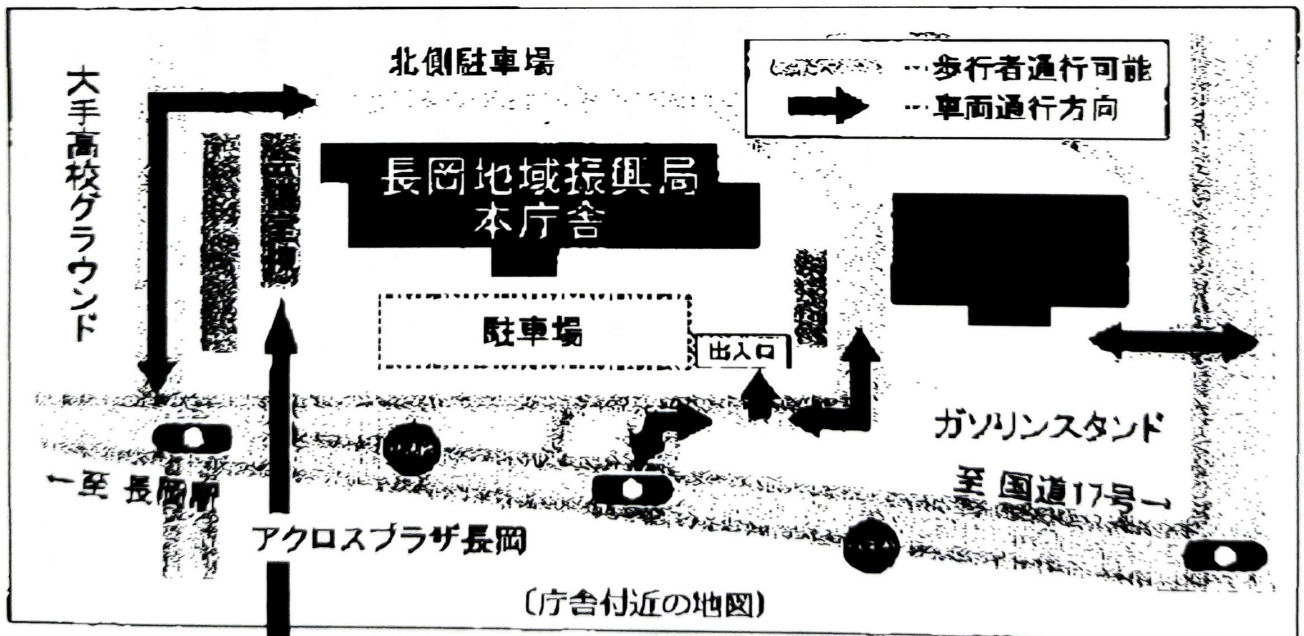 北側駐車場
…歩行者通行可能
…車両通行方向
大手高校グラウンド
長岡地域振興局
本庁舎
駐車場
出入口
ガソリンスタンド
←至 長岡駅
至 国道17号→
アクロスプラザ長岡
〔庁舎付近の地図〕